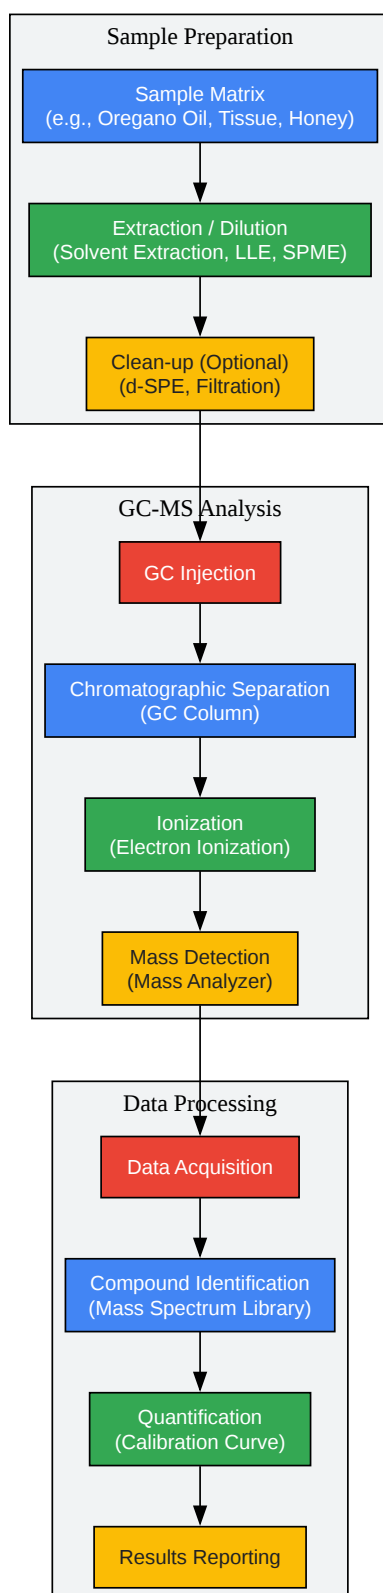 Sample Preparation
Sample Matrix
(e.g., Oregano Oil, Tissue, Honey)
Extraction / Dilution
(Solvent Extraction, LLE, SPME)
Clean-up (Optional)
(d-SPE, Filtration)
GC-MS Analysis
GC Injection
Chromatographic Separation
(GC Column)
Ionization
(Electron Ionization)
Mass Detection
(Mass Analyzer)
Data Processing
Data Acquisition
Compound Identification
(Mass Spectrum Library)
Quantification
(Calibration Curve)
Results Reporting